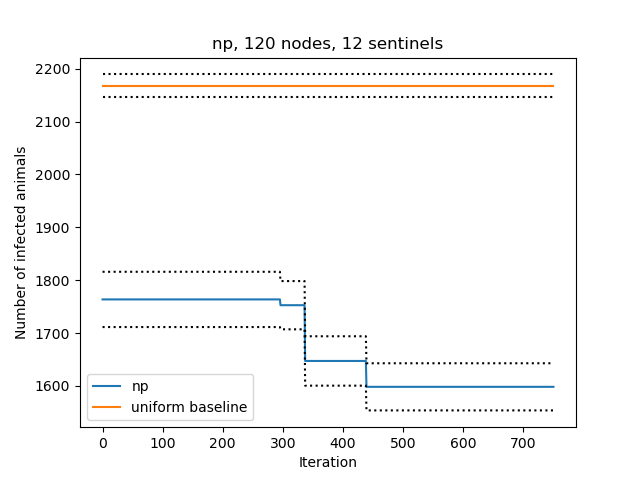 np, 120 nodes, 12 sentinels
2200
2100
2000
1900
1800
1700
1600
Number of infected animals
np
uniform baseline
0 100 200 300 400 500 600 700
Iteration